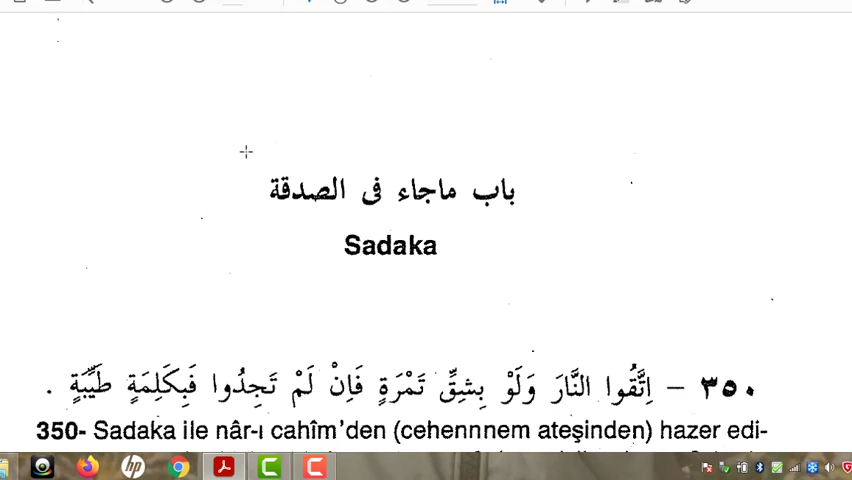 باب ماجاء فى الصدقة
Sadaka
٣٥٠ – اِتَّقُوا النَّارَ وَلَوْ بِشِقِّ تَمْرَةٍ فَاِنْ لَمْ تَجِدُوا فَبِكَلِمَةٍ طَيِّبَةٍ .
350- Sadaka ile nâr-ı cahîm’den (cehennnem ateşinden) hazer edi-